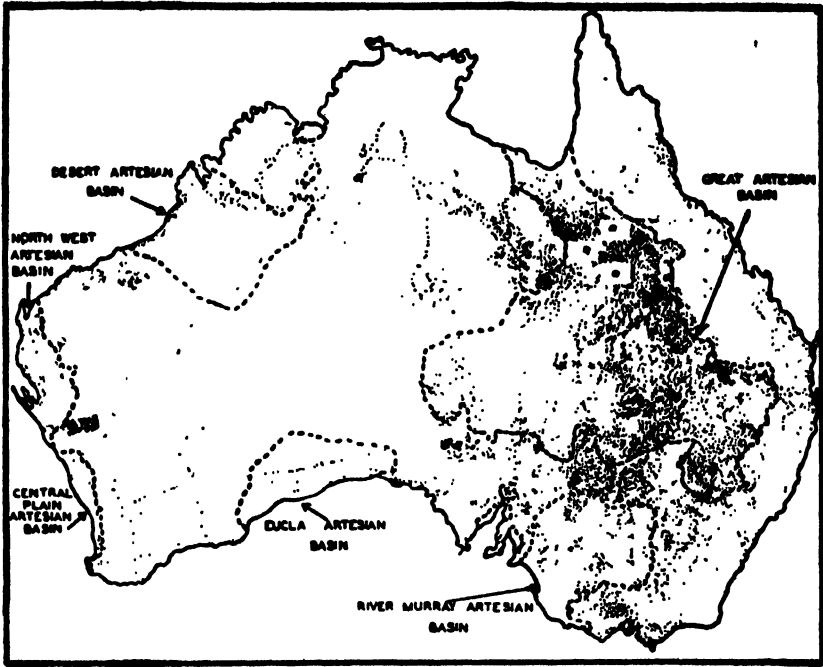 DESERT ARTESIAN
BASIN
GREAT ARTESIAN
BASIN
NORTH WEST
ARTESIAN
BASIN
CENTRAL
PLAIN
ARTESIAN
BASIN
EUCLA ARTESIAN
BASIN
RIVER MURRAY ARTESIAN
BASIN